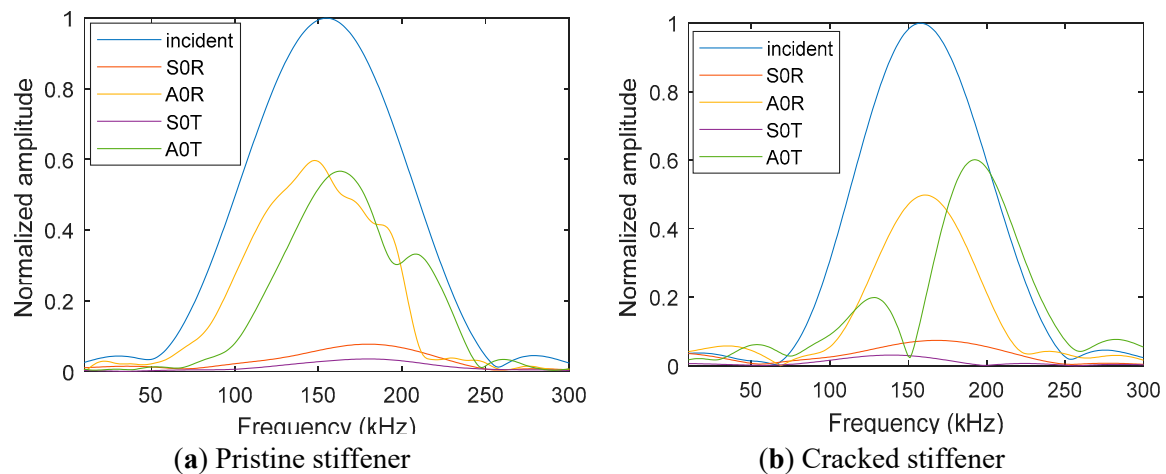 1
0.8
0.6
0.4
0.2
0
Normalized amplitude
incident
S0R
A0R
S0T
A0T
50 100 150 200 250 300
Frequency (kHz)
(a) Pristine stiffener
1
0.8
0.6
0.4
0.2
0
Normalized amplitude
incident
S0R
A0R
S0T
A0T
50 100 150 200 250 300
Frequency (kHz)
(b) Cracked stiffener